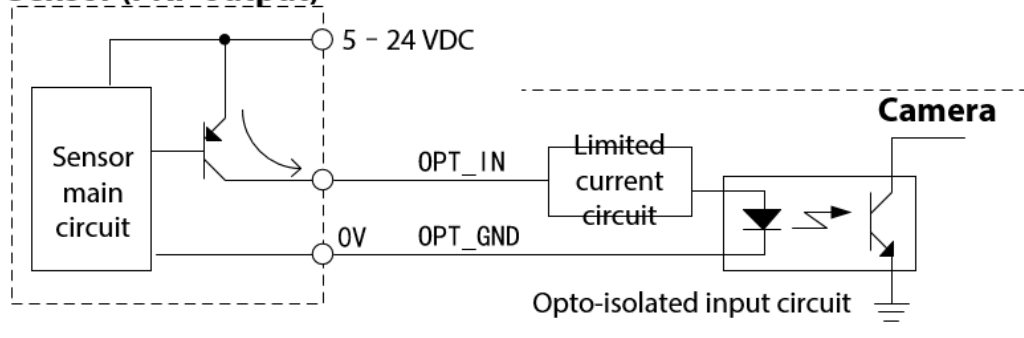 5 – 24 VDC
Camera
Limited
current
circuit
OPT_IN
Sensor
main
circuit
0V
OPT_GND
Opto-isolated input circuit